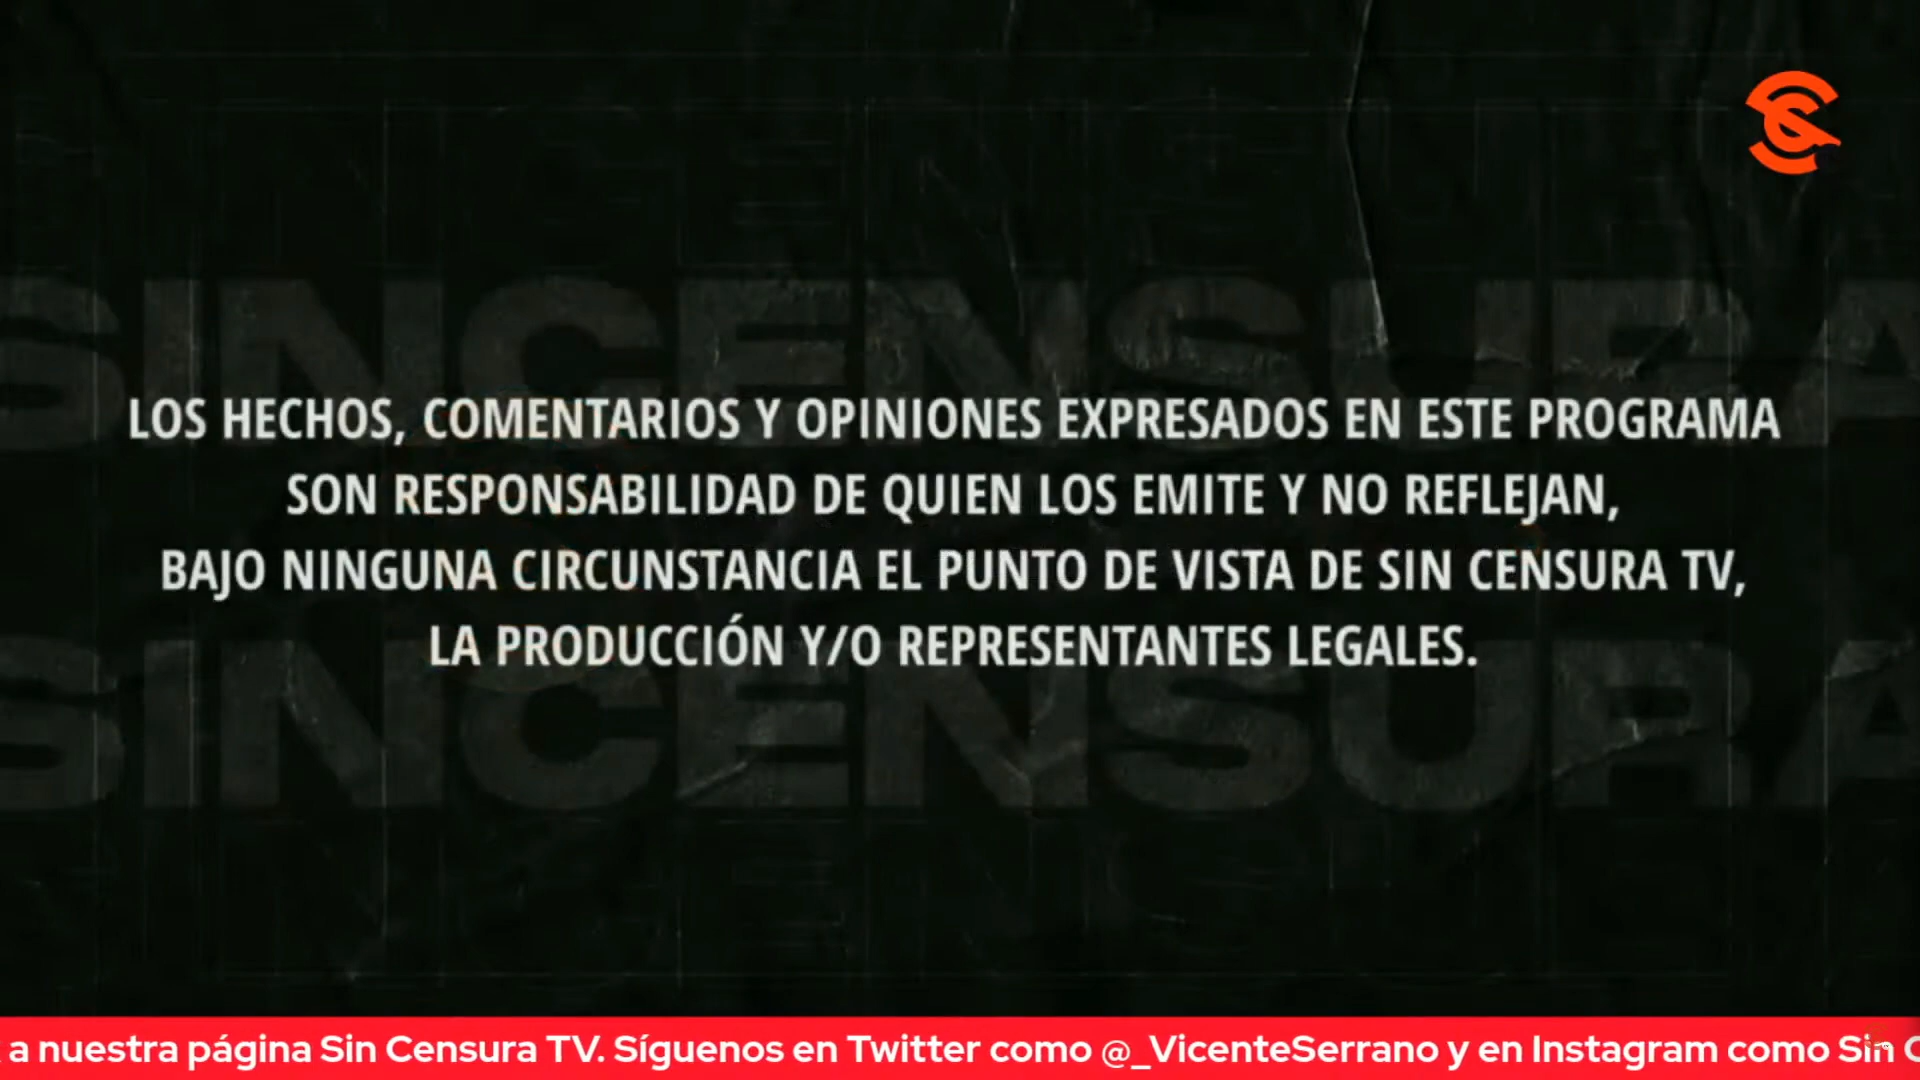 SINCENSURA
LOS HECHOS, COMENTARIOS Y OPINIONES EXPRESADOS EN ESTE PROGRAMA
SON RESPONSABILIDAD DE QUIEN LOS EMITE Y NO REFLEJAN,
BAJO NINGUNA CIRCUNSTANCIA EL PUNTO DE VISTA DE SIN CENSURA TV,
LA PRODUCCIÓN Y/O REPRESENTANTES LEGALES.
SINCENSURA
a nuestra página Sin Censura TV. Síguenos en Twitter como @_VicenteSerrano y en Instagram como Sin